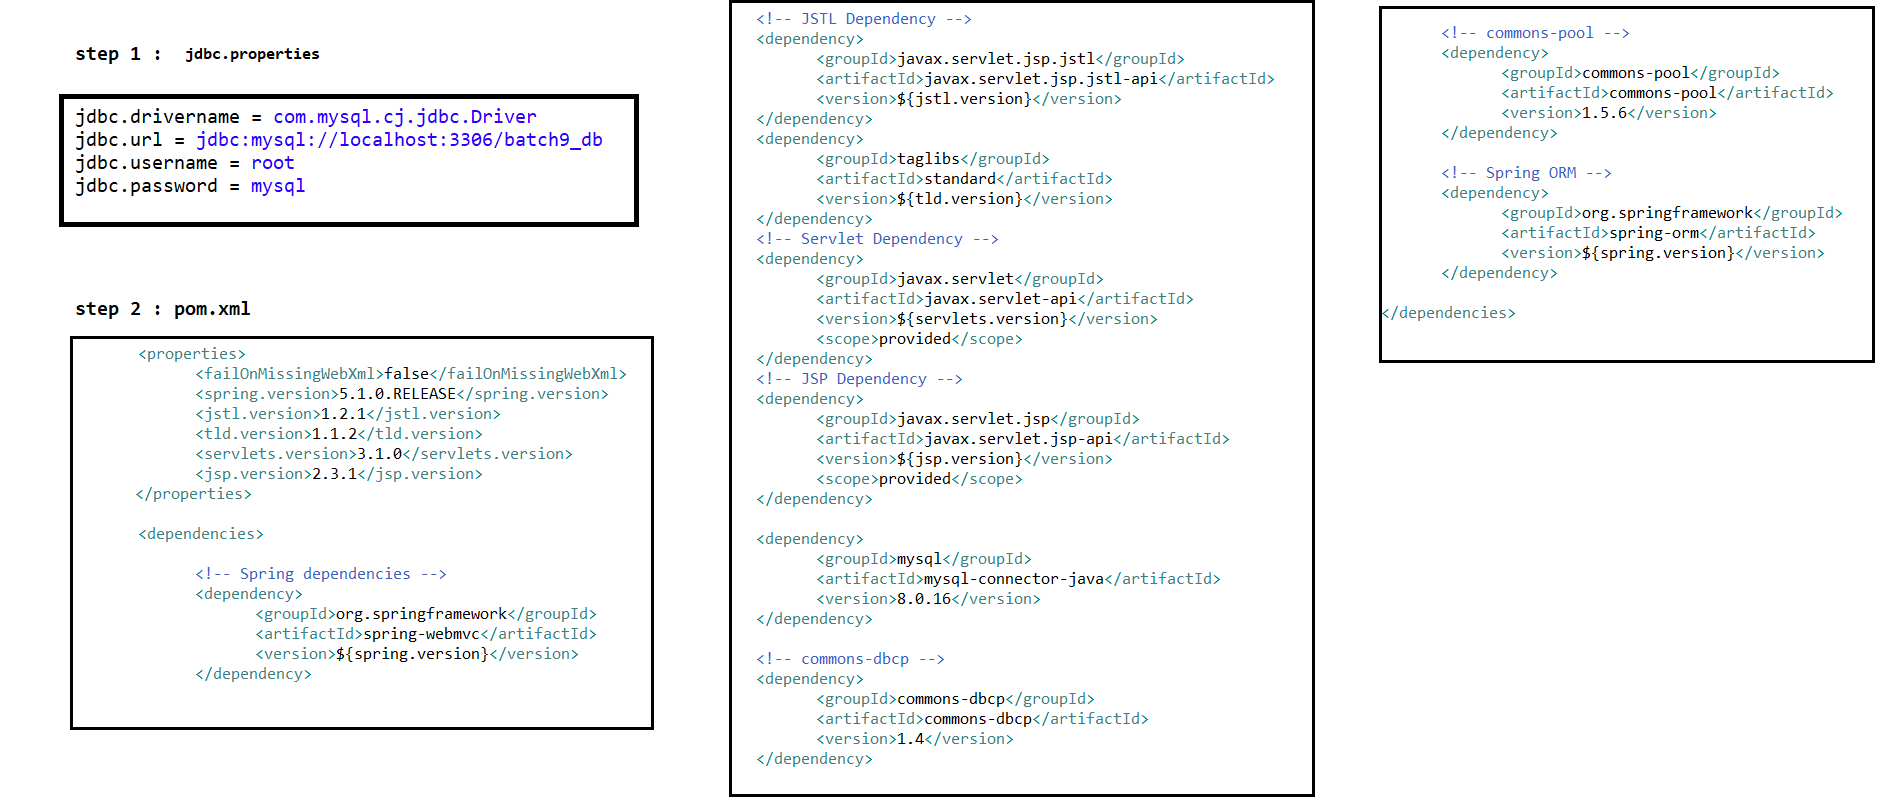 step 1 : jdbc.properties
jdbc.drivername = com.mysql.cj.jdbc.Driver
jdbc.url = jdbc:mysql://localhost:3306/batch9_db
jdbc.username = root
jdbc.password = mysql
step 2 : pom.xml
<properties>
<failOnMissingWebXml>false</failOnMissingWebXml>
<spring.version>5.1.0.RELEASE</spring.version>
<jstl.version>1.2.1</jstl.version>
<tld.version>1.1.2</tld.version>
<servlets.version>3.1.0</servlets.version>
<jsp.version>2.3.1</jsp.version>
</properties>
<dependencies>
<!-- Spring dependencies -->
<dependency>
<groupId>org.springframework</groupId>
<artifactId>spring-webmvc</artifactId>
<version>${spring.version}</version>
</dependency>
<!-- JSTL Dependency -->
<dependency>
<groupId>javax.servlet.jsp.jstl</groupId>
<artifactId>javax.servlet.jsp.jstl-api</artifactId>
<version>${jstl.version}</version>
</dependency>
<dependency>
<groupId>taglibs</groupId>
<artifactId>standard</artifactId>
<version>${tld.version}</version>
</dependency>
<!-- Servlet Dependency -->
<dependency>
<groupId>javax.servlet</groupId>
<artifactId>javax.servlet-api</artifactId>
<version>${servlets.version}</version>
<scope>provided</scope>
</dependency>
<!-- JSP Dependency -->
<dependency>
<groupId>javax.servlet.jsp</groupId>
<artifactId>javax.servlet.jsp-api</artifactId>
<version>${jsp.version}</version>
<scope>provided</scope>
</dependency>
<dependency>
<groupId>mysql</groupId>
<artifactId>mysql-connector-java</artifactId>
<version>8.0.16</version>
</dependency>
<!-- commons-dbcp -->
<dependency>
<groupId>commons-dbcp</groupId>
<artifactId>commons-dbcp</artifactId>
<version>1.4</version>
</dependency>
<!-- commons-pool -->
<dependency>
<groupId>commons-pool</groupId>
<artifactId>commons-pool</artifactId>
<version>1.5.6</version>
</dependency>
<!-- Spring ORM -->
<dependency>
<groupId>org.springframework</groupId>
<artifactId>spring-orm</artifactId>
<version>${spring.version}</version>
</dependency>
</dependencies>